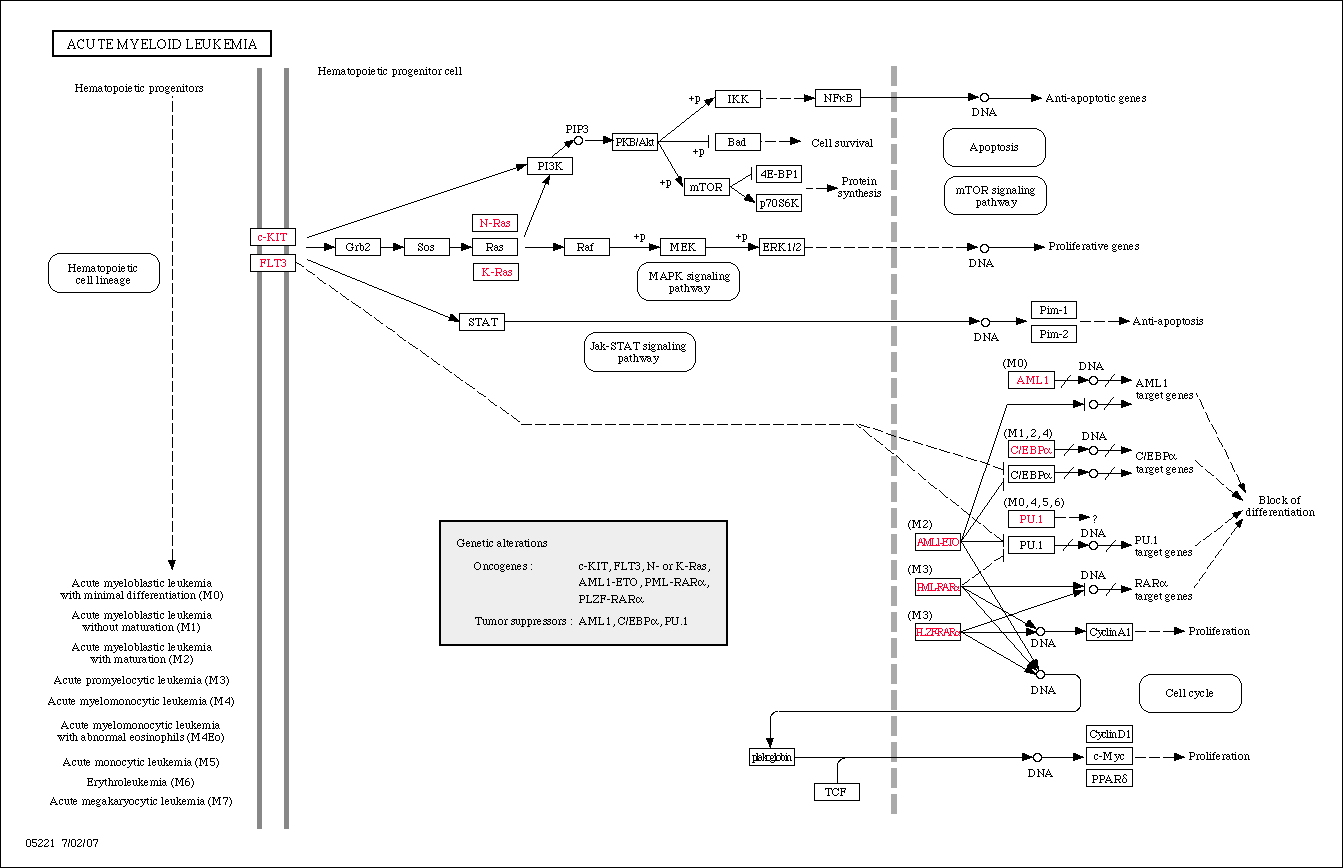 ACUTE MYELOID LEUKEMIA
Hematopoietic progenitor cell
Hematopoietic progenitors
Hematopoietic
cell lineage
Acute myeloblastic leukemia
with minimal differentiation (M0)
Acute myeloblastic leukemia
without maturation (M1)
Acute myeloblastic leukemia
with maturation (M2)
Acute promyelocytic leukemia (M3)
Acute myelomonocytic leukemia (M4)
Acute myelomonocytic leukemia
with abnormal eosinophils (M4Eo)
Acute monocytic leukemia (M5)
Erythroleukemia (M6)
Acute megakaryocytic leukemia (M7)
05221 7/02/07
c-KIT
FLT3
PI3K
PIP3
PKB/Akt
+p
IKK
NFκB
DNA
Anti-apoptotic genes
+p
Bad
Cell survival
Apoptosis
+p
mTOR
4E-BP1
p70S6K
Protein
synthesis
mTOR signaling
pathway
Grb2
Sos
N-Ras
Ras
K-Ras
Raf
+p
MEK
+p
ERK1/2
DNA
Proliferative genes
MAPK signaling
pathway
STAT
DNA
Pim-1
Pim-2
Anti-apoptosis
Jak-STAT signaling
pathway
(M0)
AML1
DNA
AML1
target genes
(M1,2,4)
C/EBPα
DNA
C/EBPα
C/EBPα
target genes
(M0,4,5,6)
PU.1
?
DNA
PU.1
PU.1
target genes
Block of
differentiation
(M2)
AML1-ETO
(M3)
PML-RARα
DNA
RARα
target genes
(M3)
PLZF-RARα
DNA
CyclinA1
Proliferation
DNA
Cell cycle
plakoglobin
TCF
DNA
CyclinD1
c-Myc
PPARδ
Proliferation
Genetic alterations
Oncogenes : c-KIT, FLT3, N- or K-Ras,
AML1-ETO, PML-RARα,
PLZF-RARα
Tumor suppressors : AML1, C/EBPα, PU.1